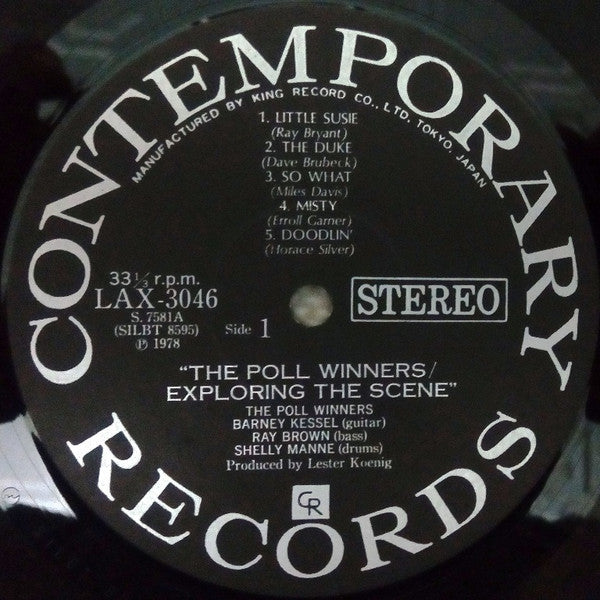 CONTEMPORARY
MANUFACTURED BY KING RECORD CO., LTD. TOKYO, JAPAN
1. LITTLE SUSIE
(Ray Bryant)
2. THE DUKE
(Dave Brubeck)
3. SO WHAT
(Miles Davis)
4. MISTY
(Erroll Garner)
5. DOODLIN'
(Horace Silver)
33 1/3 r.p.m.
LAX-3046
S. 7581A
(SILBT 8595)
Ⓟ 1978
Side 1
STEREO
"THE POLL WINNERS/
EXPLORING THE SCENE"
THE POLL WINNERS
BARNEY KESSEL (guitar)
RAY BROWN (bass)
SHELLY MANNE (drums)
Produced by Lester Koenig
CR
RECORDS